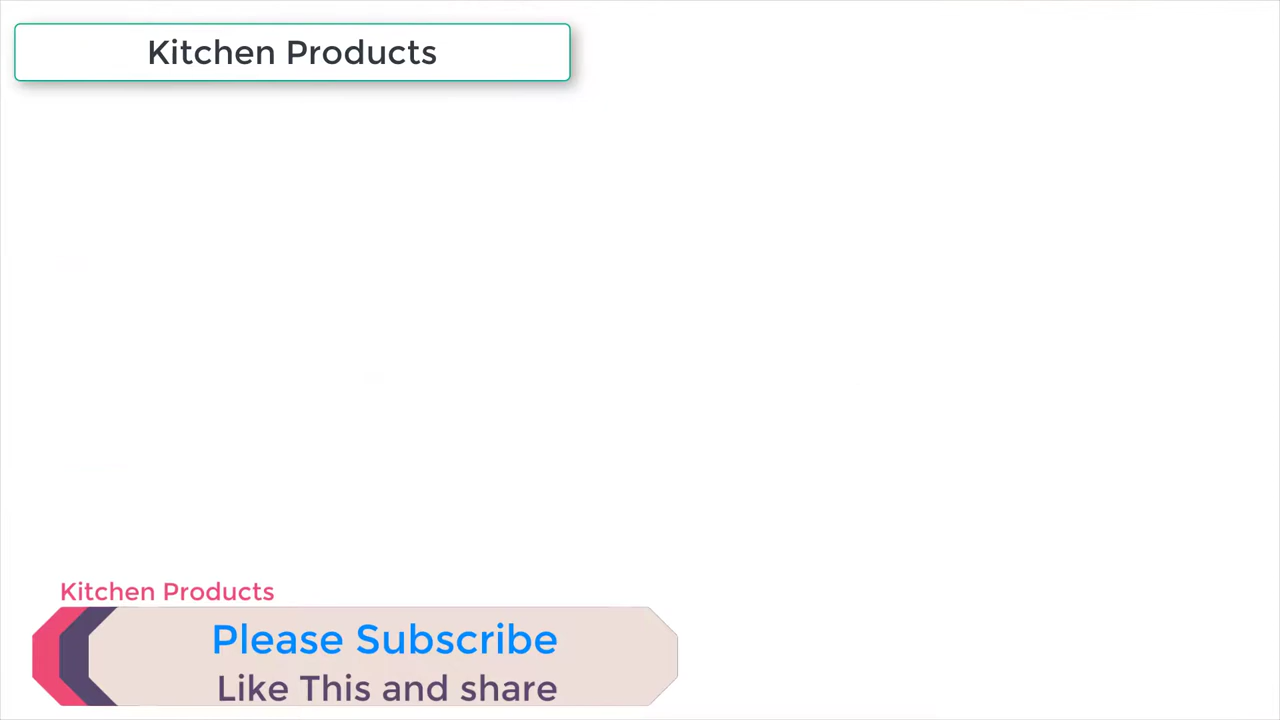 Kitchen Products
Kitchen Products
Please Subscribe
Like This and share